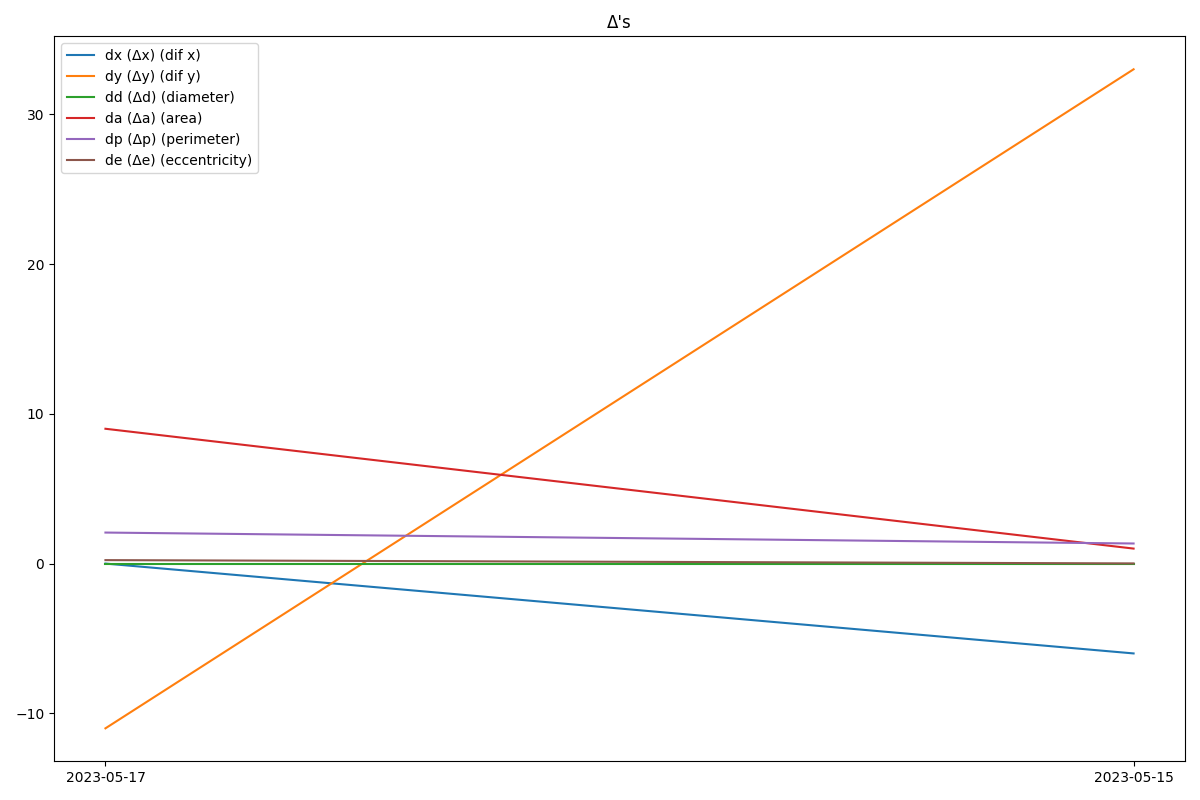 Δ's
dx (Δx) (dif x)
dy (Δy) (dif y)
dd (Δd) (diameter)
da (Δa) (area)
dp (Δp) (perimeter)
de (Δe) (eccentricity)
30
20
10
0
−10
2023-05-17
2023-05-15